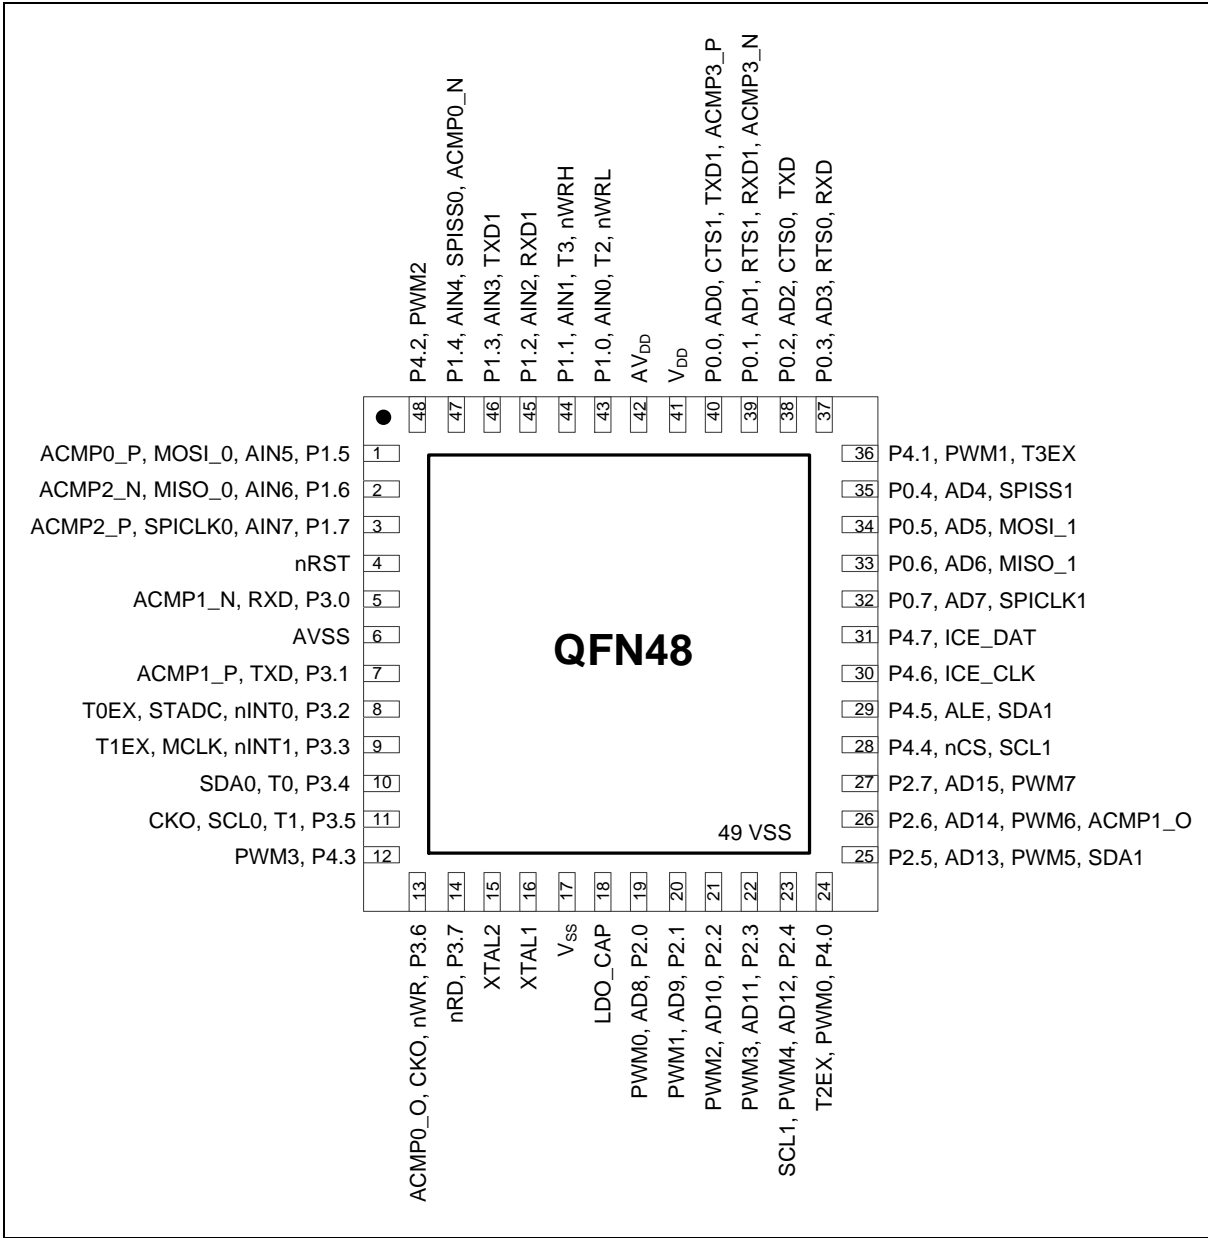 P4.2, PWM2
P1.4, AIN4, SPISS0, ACMP0_N
P1.3, AIN3, TXD1
P1.2, AIN2, RXD1
P1.1, AIN1, T3, nWRH
P1.0, AIN0, T2, nWRL
AVDD
VDD
P0.0, AD0, CTS1, TXD1, ACMP3_P
P0.1, AD1, RTS1, RXD1, ACMP3_N
P0.2, AD2, CTS0, TXD
P0.3, AD3, RTS0, RXD
48
47
46
45
44
43
42
41
40
39
38
37
ACMP0_P, MOSI_0, AIN5, P1.5 1
ACMP2_N, MISO_0, AIN6, P1.6 2
ACMP2_P, SPICLK0, AIN7, P1.7 3
nRST 4
ACMP1_N, RXD, P3.0 5
AVSS 6
ACMP1_P, TXD, P3.1 7
T0EX, STADC, nINT0, P3.2 8
T1EX, MCLK, nINT1, P3.3 9
SDA0, T0, P3.4 10
CKO, SCL0, T1, P3.5 11
PWM3, P4.3 12
QFN48
49 VSS
36 P4.1, PWM1, T3EX
35 P0.4, AD4, SPISS1
34 P0.5, AD5, MOSI_1
33 P0.6, AD6, MISO_1
32 P0.7, AD7, SPICLK1
31 P4.7, ICE_DAT
30 P4.6, ICE_CLK
29 P4.5, ALE, SDA1
28 P4.4, nCS, SCL1
27 P2.7, AD15, PWM7
26 P2.6, AD14, PWM6, ACMP1_O
25 P2.5, AD13, PWM5, SDA1
13
14
15
16
17
18
19
20
21
22
23
24
ACMP0_O, CKO, nWR, P3.6
nRD, P3.7
XTAL2
XTAL1
VSS
LDO_CAP
PWM0, AD8, P2.0
PWM1, AD9, P2.1
PWM2, AD10, P2.2
PWM3, AD11, P2.3
SCL1, PWM4, AD12, P2.4
T2EX, PWM0, P4.0